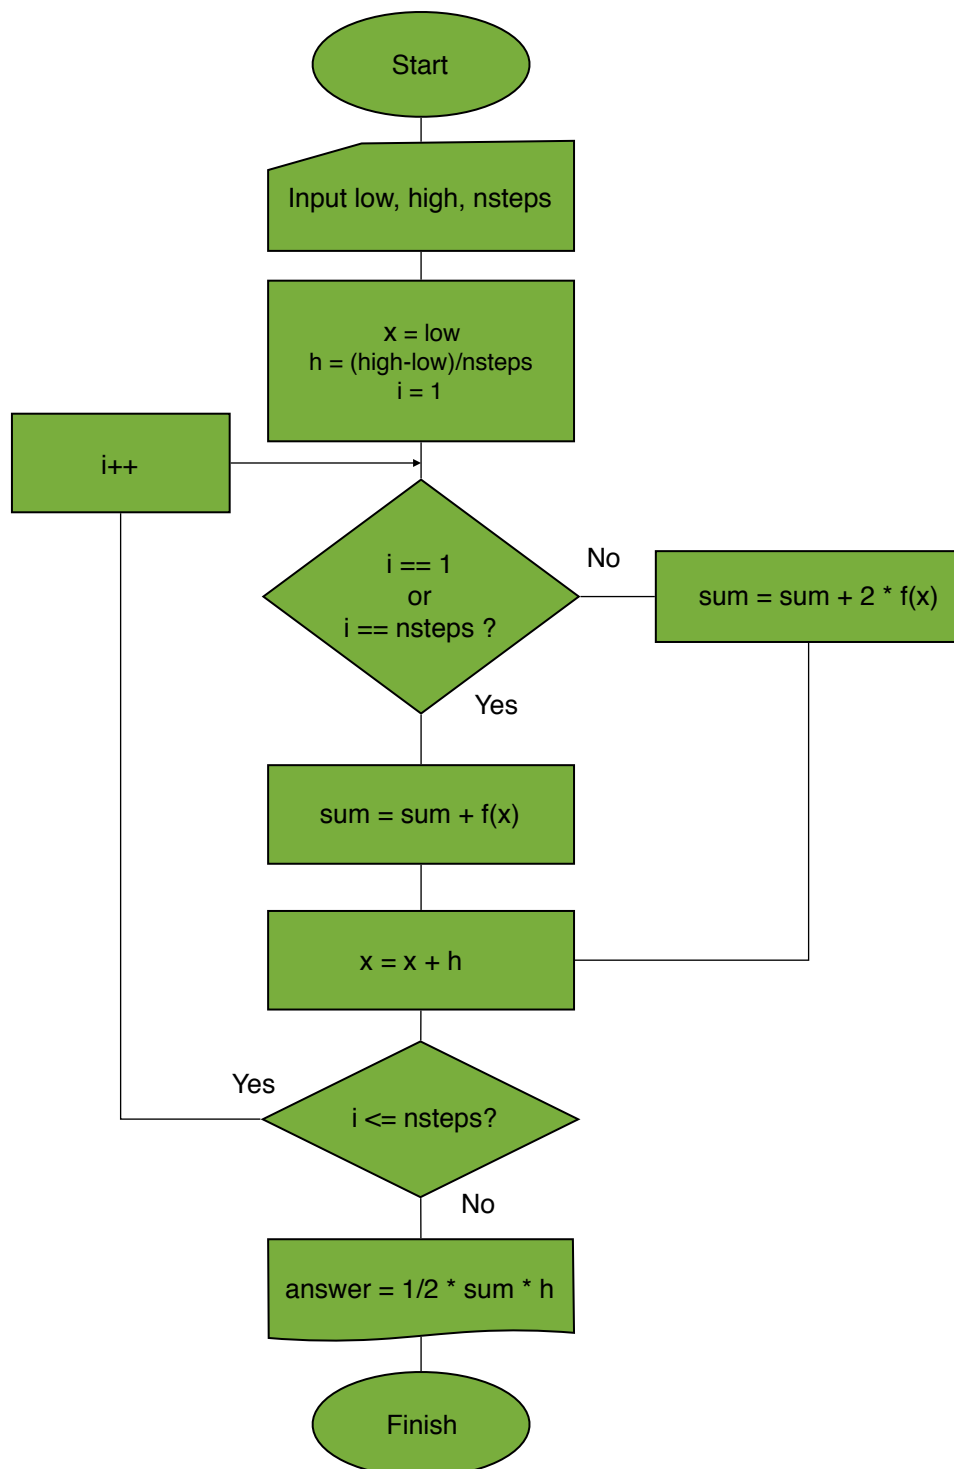 Start
Input low, high, nsteps
x = low
h = (high-low)/nsteps
i = 1
i++
i == 1
or
i == nsteps ?
No
sum = sum + 2 * f(x)
Yes
sum = sum + f(x)
x = x + h
Yes
i <= nsteps?
No
answer = 1/2 * sum * h
Finish